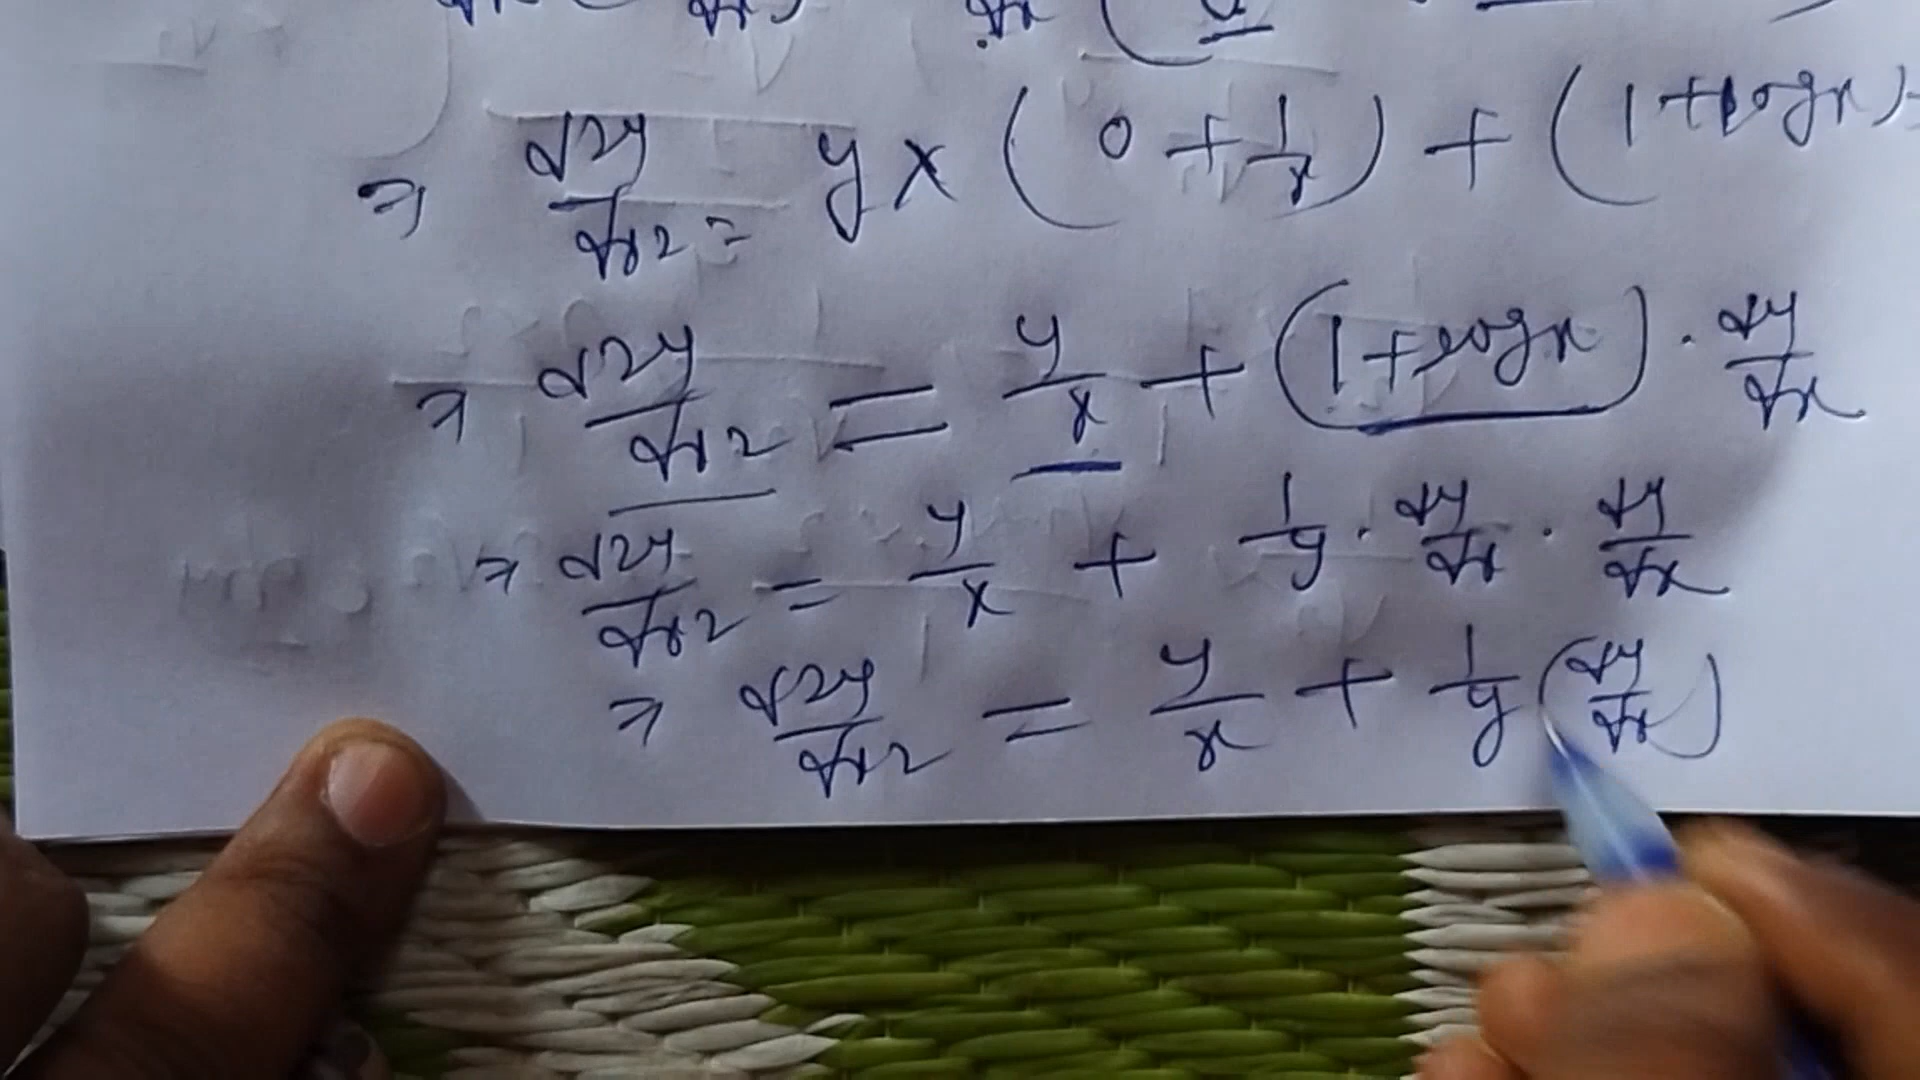 ⇒ d2y/dx2 = y × (0 + 1/x) + (1 + logx)
⇒ d2y/dx2 = y/x + (1 + logx) · dy/dx
⇒ d2y/dx2 = y/x + 1/y · dy/dx · dy/dx
⇒ d2y/dx2 = y/x + 1/y (dy/dx)